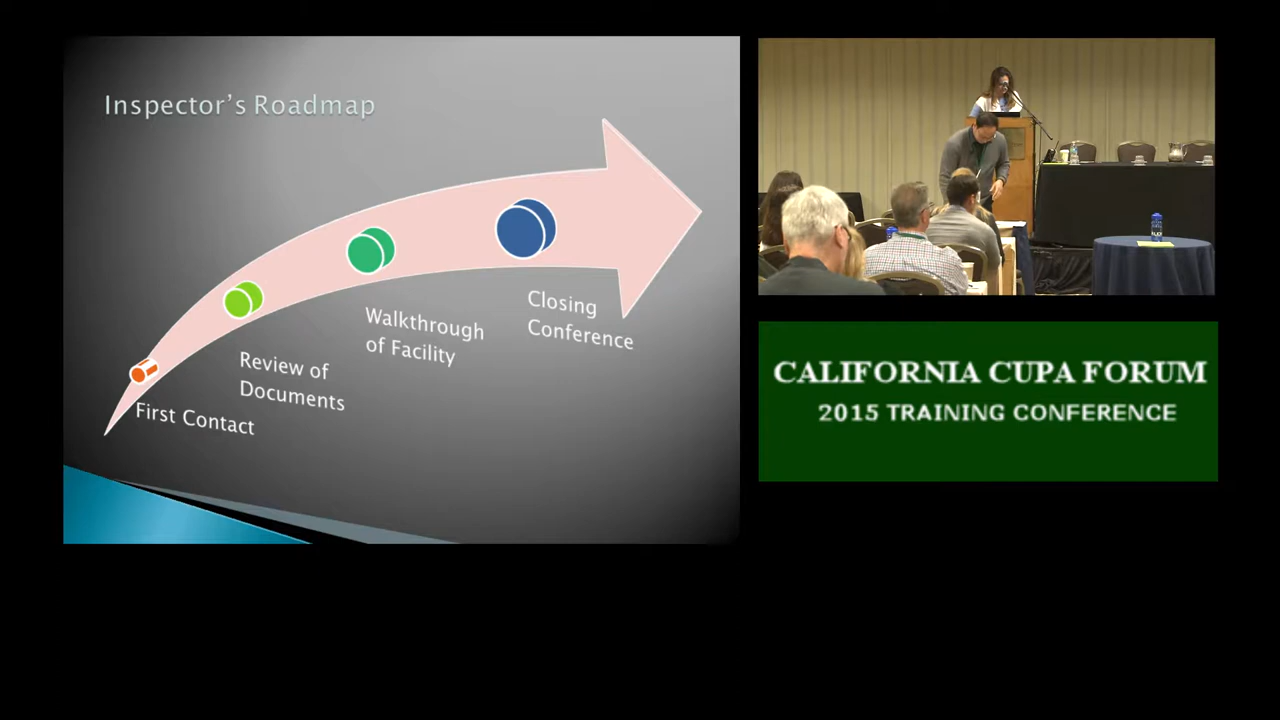 Inspector's Roadmap
First Contact
Review of
Documents
Walkthrough
of Facility
Closing
Conference
CALIFORNIA CUPA FORUM
2015 TRAINING CONFERENCE